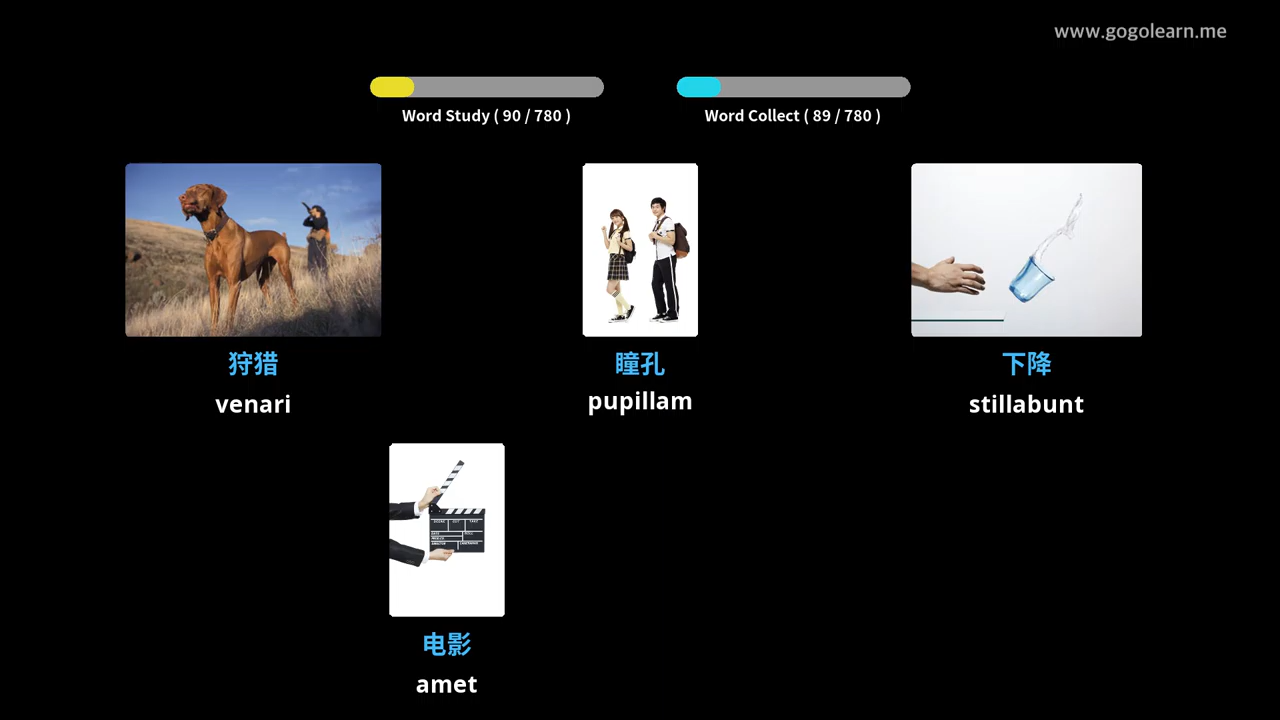 www.gogolearn.me
Word Study ( 90 / 780 )
Word Collect ( 89 / 780 )
狩猎
venari
瞳孔
pupillam
下降
stillabunt
电影
amet